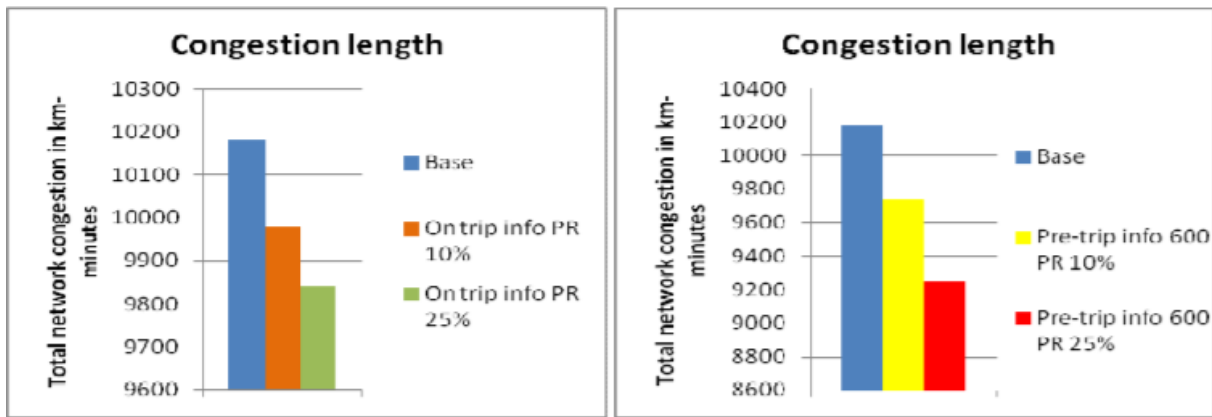 Congestion length
Total network congestion in km-
minutes
10300
10200
10100
10000
9900
9800
9700
9600
Base
On trip info PR
10%
On trip info PR
25%
Congestion length
Total network congestion in km-
minutes
10400
10200
10000
9800
9600
9400
9200
9000
8800
8600
Base
Pre-trip info 600
PR 10%
Pre-trip info 600
PR 25%